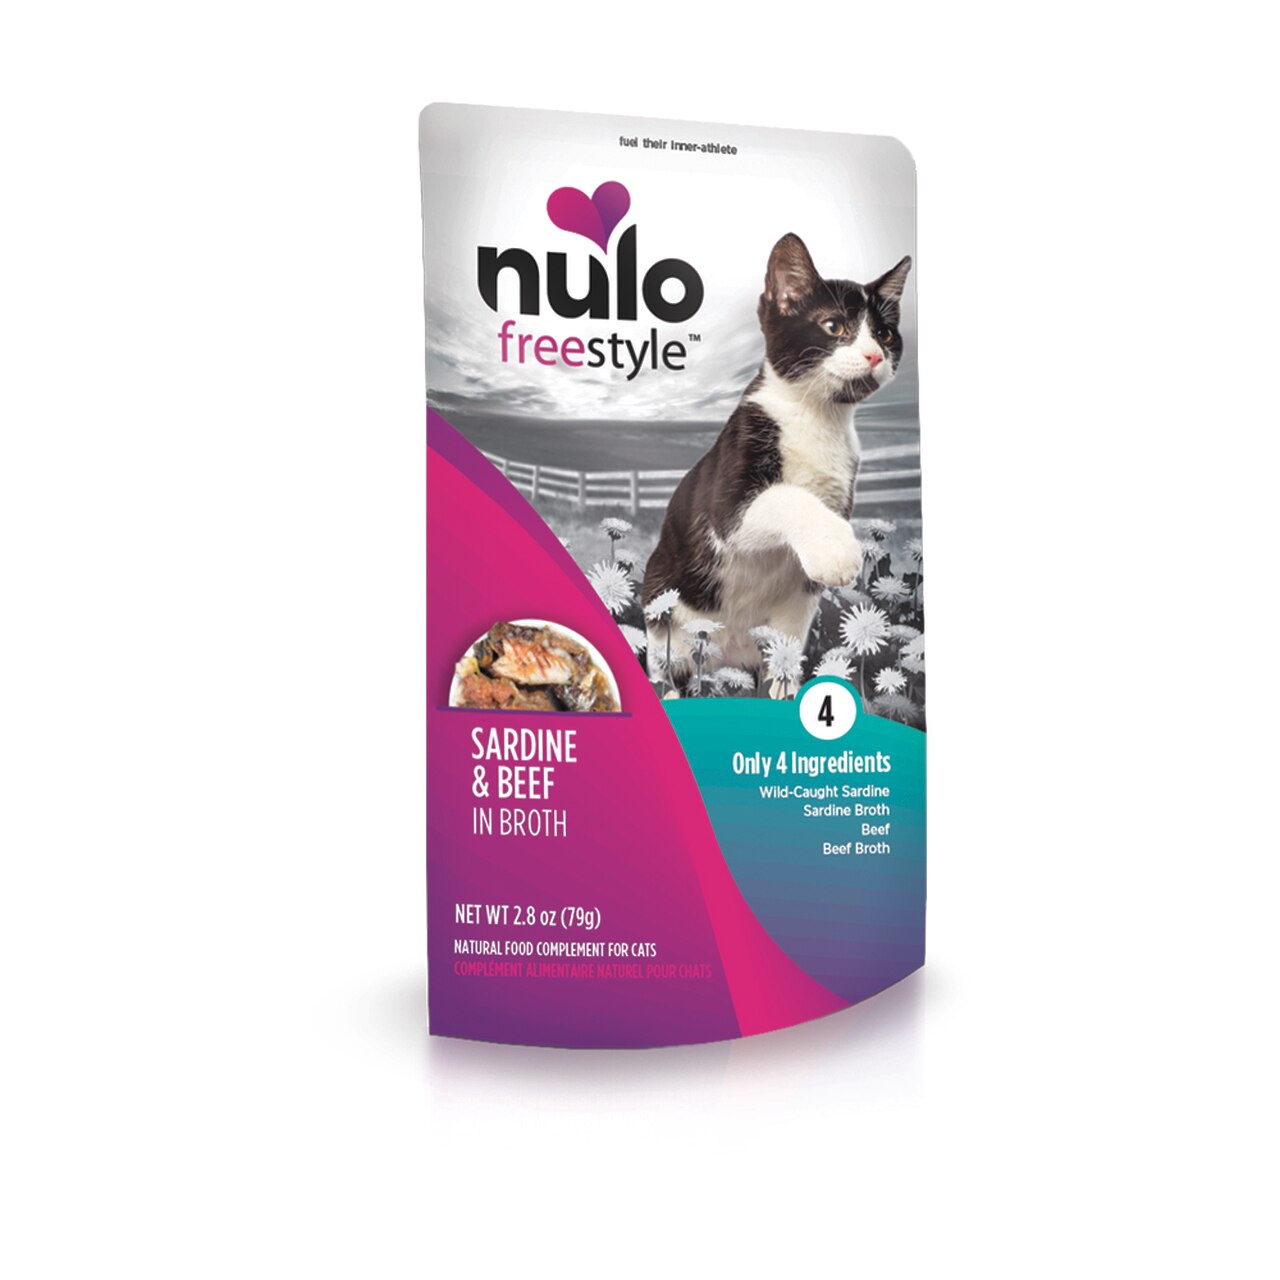 fuel their inner-athlete
nulo
freestyle™
SARDINE
& BEEF
IN BROTH
4
Only 4 Ingredients
Wild-Caught Sardine
Sardine Broth
Beef
Beef Broth
NET WT 2.8 oz (79g)
NATURAL FOOD COMPLEMENT FOR CATS
COMPLÉMENT ALIMENTAIRE NATUREL POUR CHATS